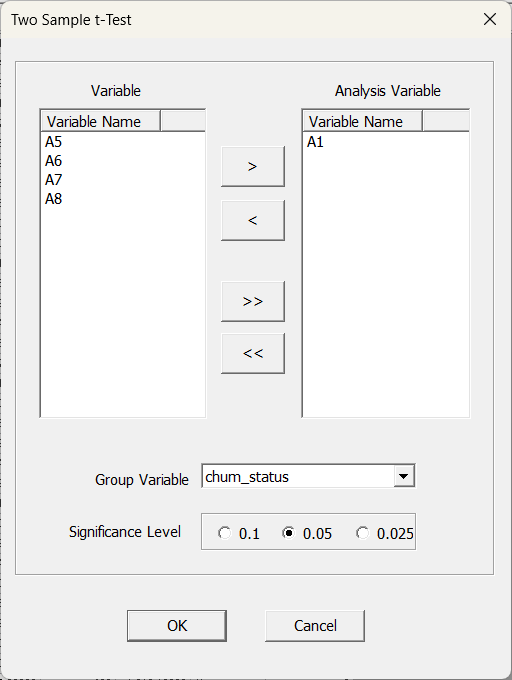 Two Sample t-Test
Variable
Analysis Variable
Variable Name
Variable Name
A5
A6
A7
A8
A1
>
<
>>
<<
Group Variable
chum_status
Significance Level
0.1
0.05
0.025
OK
Cancel